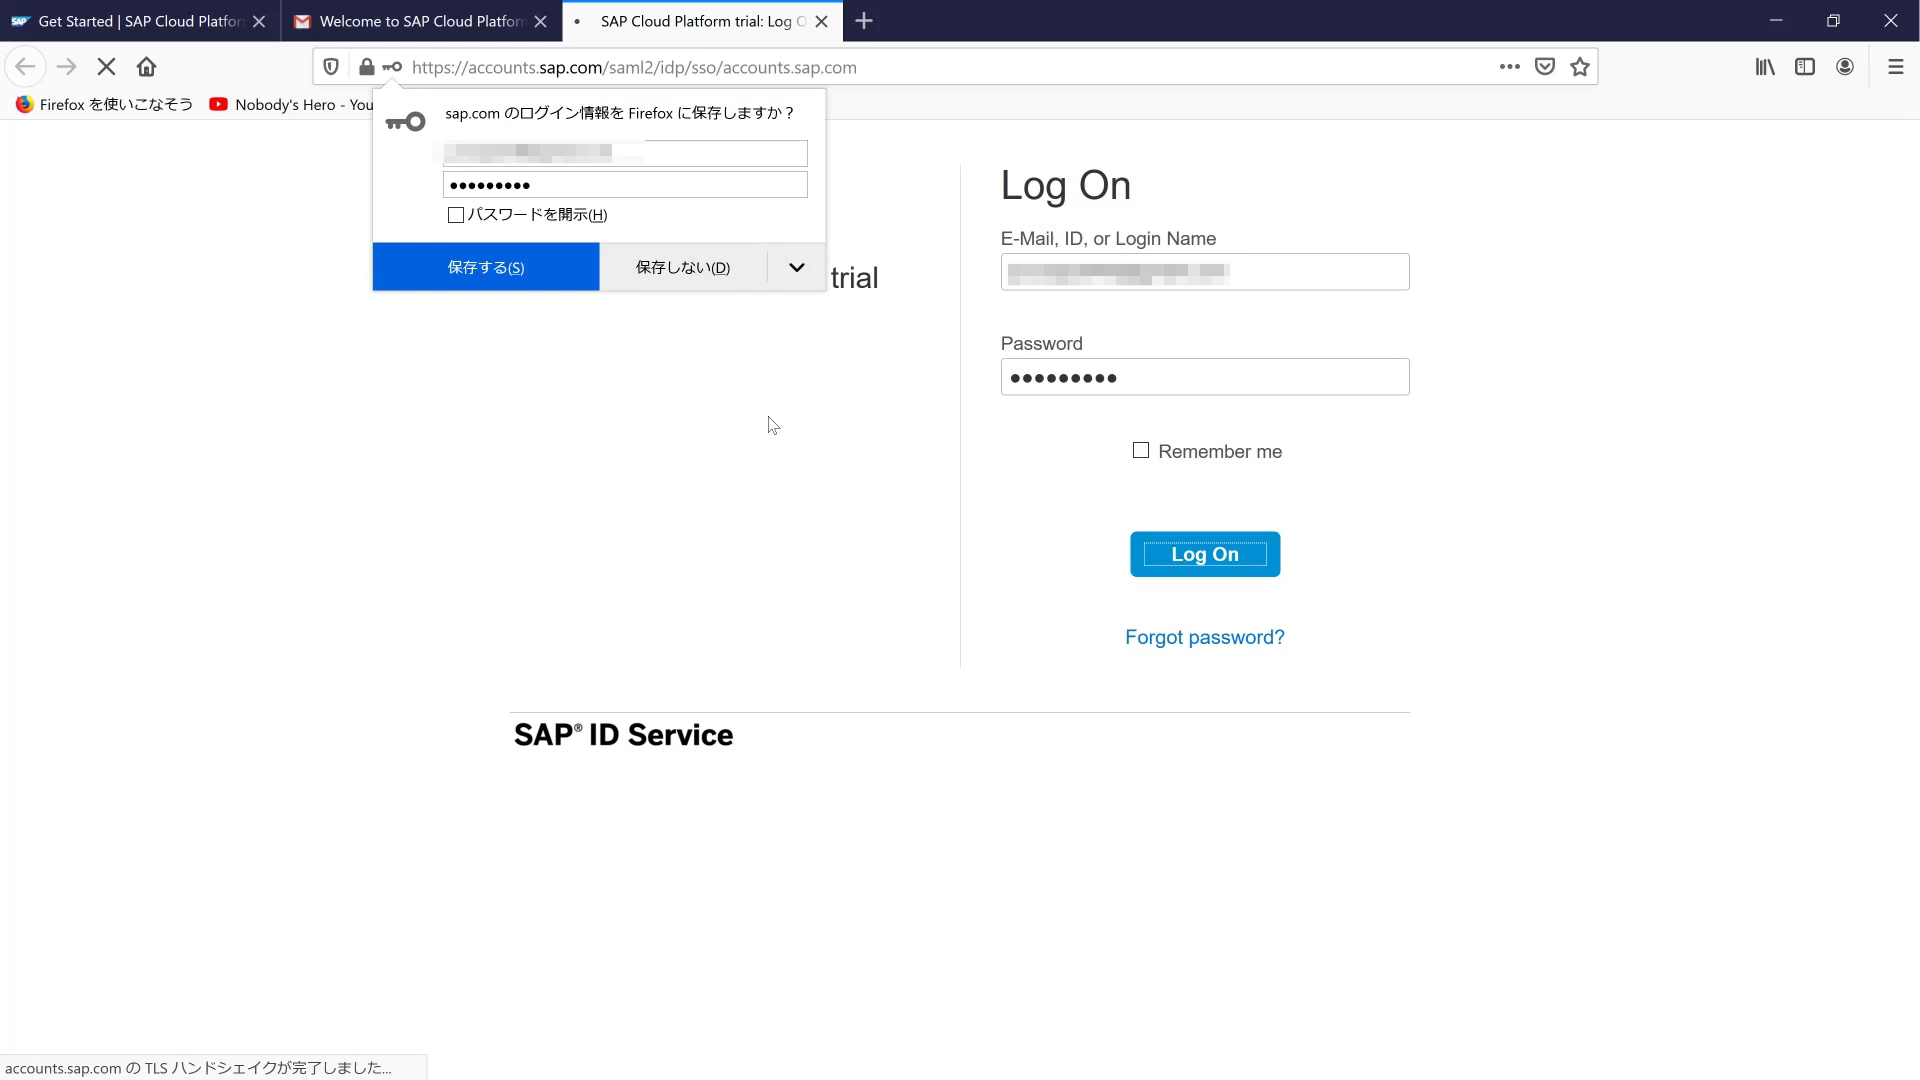 SAP Get Started | SAP Cloud Platfor
Welcome to SAP Cloud Platform
SAP Cloud Platform trial: Log O
https://accounts.sap.com/saml2/idp/sso/accounts.sap.com
Firefox を使いこなそう
Nobody's Hero - You
sap.com のログイン情報を Firefox に保存しますか？
パスワードを開示(H)
保存する(S)
保存しない(D)
trial
Log On
E-Mail, ID, or Login Name
Password
Remember me
Log On
Forgot password?
SAP® ID Service
accounts.sap.com の TLS ハンドシェイクが完了しました...